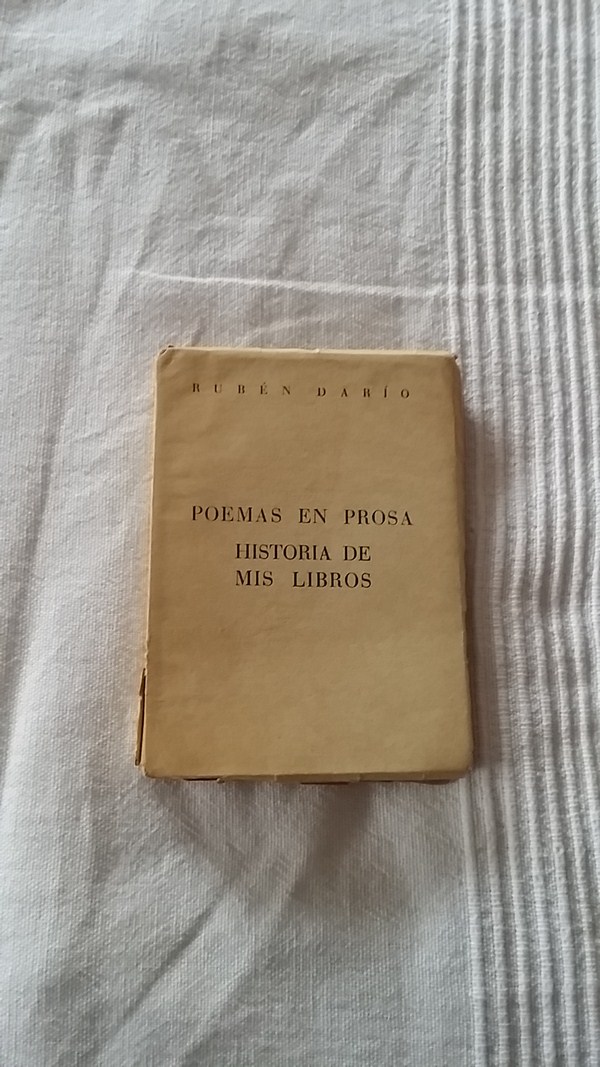 RUBÉN DARÍO
POEMAS EN PROSA
HISTORIA DE
MIS LIBROS